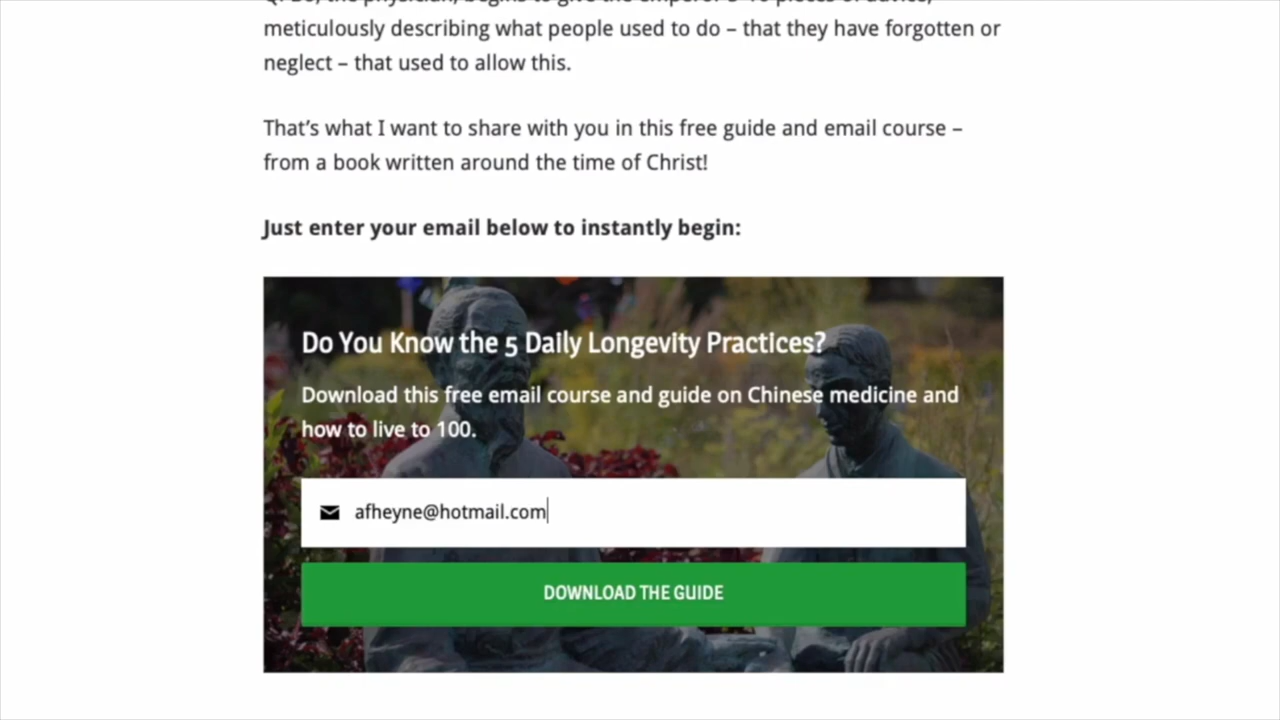 meticulously describing what people used to do – that they have forgotten or
neglect – that used to allow this.
That’s what I want to share with you in this free guide and email course –
from a book written around the time of Christ!
Just enter your email below to instantly begin:
Do You Know the 5 Daily Longevity Practices?
Download this free email course and guide on Chinese medicine and
how to live to 100.
afheyne@hotmail.com
DOWNLOAD THE GUIDE